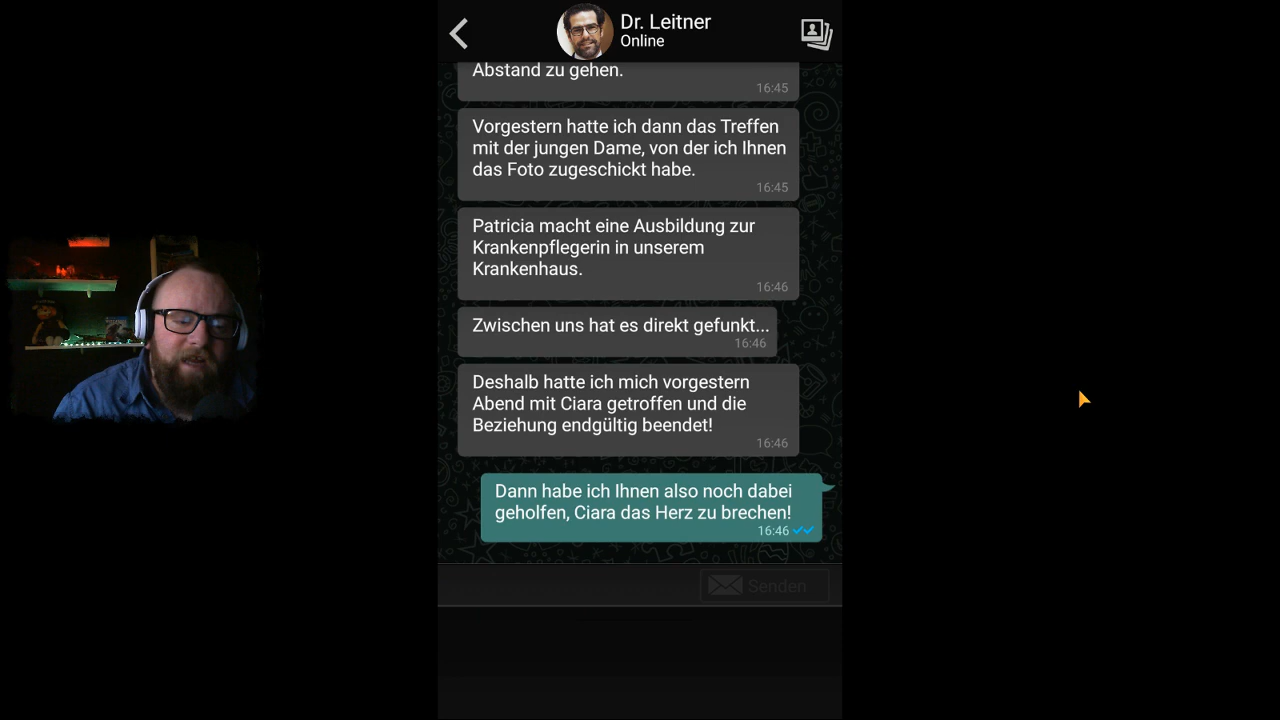 Dr. Leitner
Online
Abstand zu gehen.
16:45
Vorgestern hatte ich dann das Treffen
mit der jungen Dame, von der ich Ihnen
das Foto zugeschickt habe.
16:45
Patricia macht eine Ausbildung zur
Krankenpflegerin in unserem
Krankenhaus.
16:46
Zwischen uns hat es direkt gefunkt...
16:46
Deshalb hatte ich mich vorgestern
Abend mit Ciara getroffen und die
Beziehung endgültig beendet!
16:46
Dann habe ich Ihnen also noch dabei
geholfen, Ciara das Herz zu brechen!
16:46
Senden